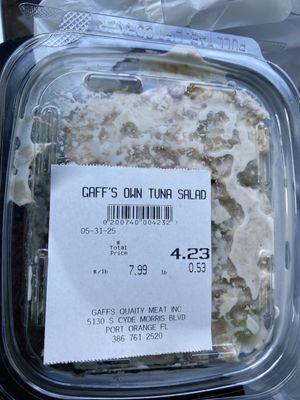 GAFF'S OWN TUNA SALAD
0 200740 004232 7
05-31-25
#
Total
Price
4.23
#/lb 7.99 lb 0.53
GAFFS QUAITY MEAT INC
5130 S CYDE MORRIS BLVD
PORT ORANGE FL
386 761 2520